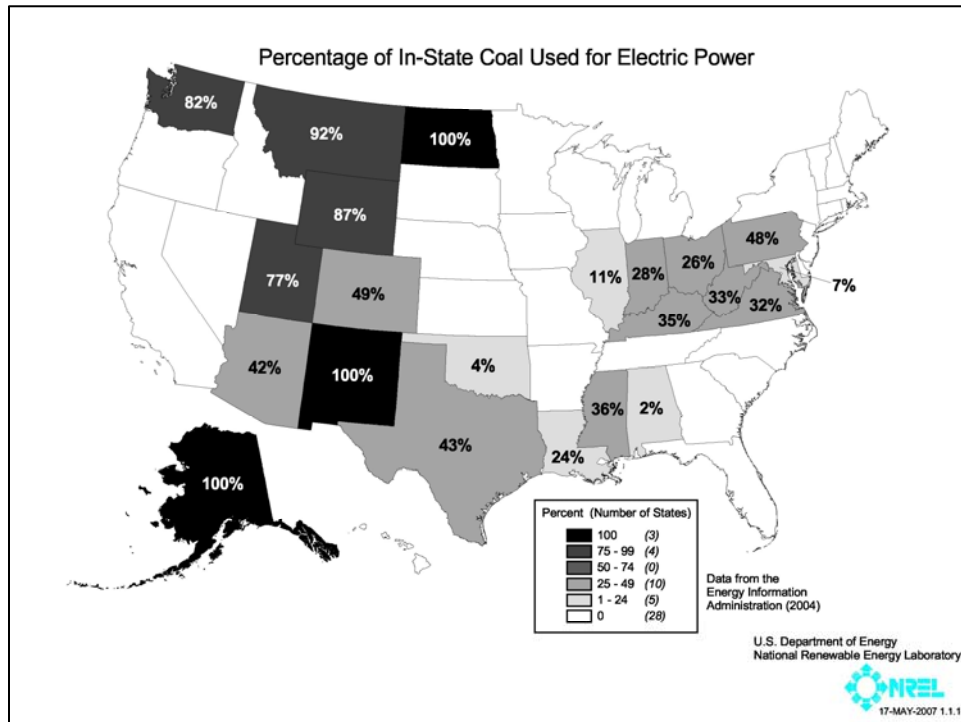 Percentage of In-State Coal Used for Electric Power
82%
92%
100%
87%
77%
49%
42%
100%
4%
43%
11%
28%
26%
48%
7%
33%
32%
35%
36%
2%
24%
100%
Percent (Number of States)
100 (3)
75 - 99 (4)
50 - 74 (0)
25 - 49 (10)
1 - 24 (5)
0 (28)
Data from the
Energy Information
Administration (2004)
U.S. Department of Energy
National Renewable Energy Laboratory
NREL
17-MAY-2007 1.1.1